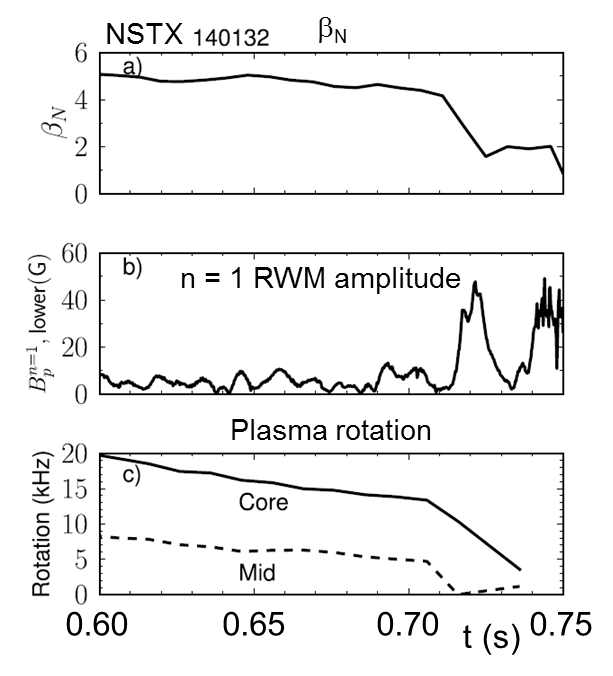 NSTX 140132 βN
a)
6
4
2
0
βN
b)
n = 1 RWM amplitude
60
40
20
0
B_p^{n=1}, lower(G)
Plasma rotation
c)
20
15
10
5
0
Rotation (kHz)
Core
Mid
0.60 0.65 0.70 t (s) 0.75